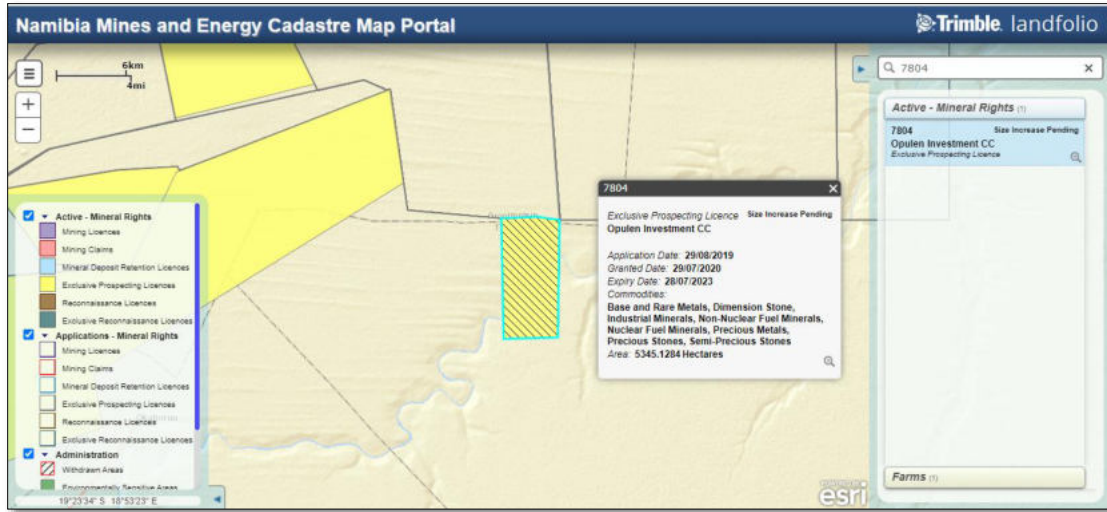 Namibia Mines and Energy Cadastre Map Portal
Trimble. landfolio
6km
4mi
+
−
7804
×
Active - Mineral Rights (1)
7804 Size Increase Pending
Opulen Investment CC
Exclusive Prospecting Licence
7804 ×
Exclusive Prospecting Licence Size Increase Pending
Opulen Investment CC
Application Date: 29/08/2019
Granted Date: 29/07/2020
Expiry Date: 28/07/2023
Commodities:
Base and Rare Metals, Dimension Stone,
Industrial Minerals, Non-Nuclear Fuel Minerals,
Nuclear Fuel Minerals, Precious Metals,
Precious Stones, Semi-Precious Stones
Area: 5345.1284 Hectares
Active - Mineral Rights
Mining Licences
Mining Claims
Mineral Deposit Retention Licences
Exclusive Prospecting Licences
Reconnaissance Licences
Exclusive Reconnaissance Licences
Applications - Mineral Rights
Mining Licences
Mining Claims
Mineral Deposit Retention Licences
Exclusive Prospecting Licences
Reconnaissance Licences
Exclusive Reconnaissance Licences
Administration
Withdrawn Areas
Environmentally Sensitive Areas
19°23'34" S 18°53'23" E
Farms (1)
esri